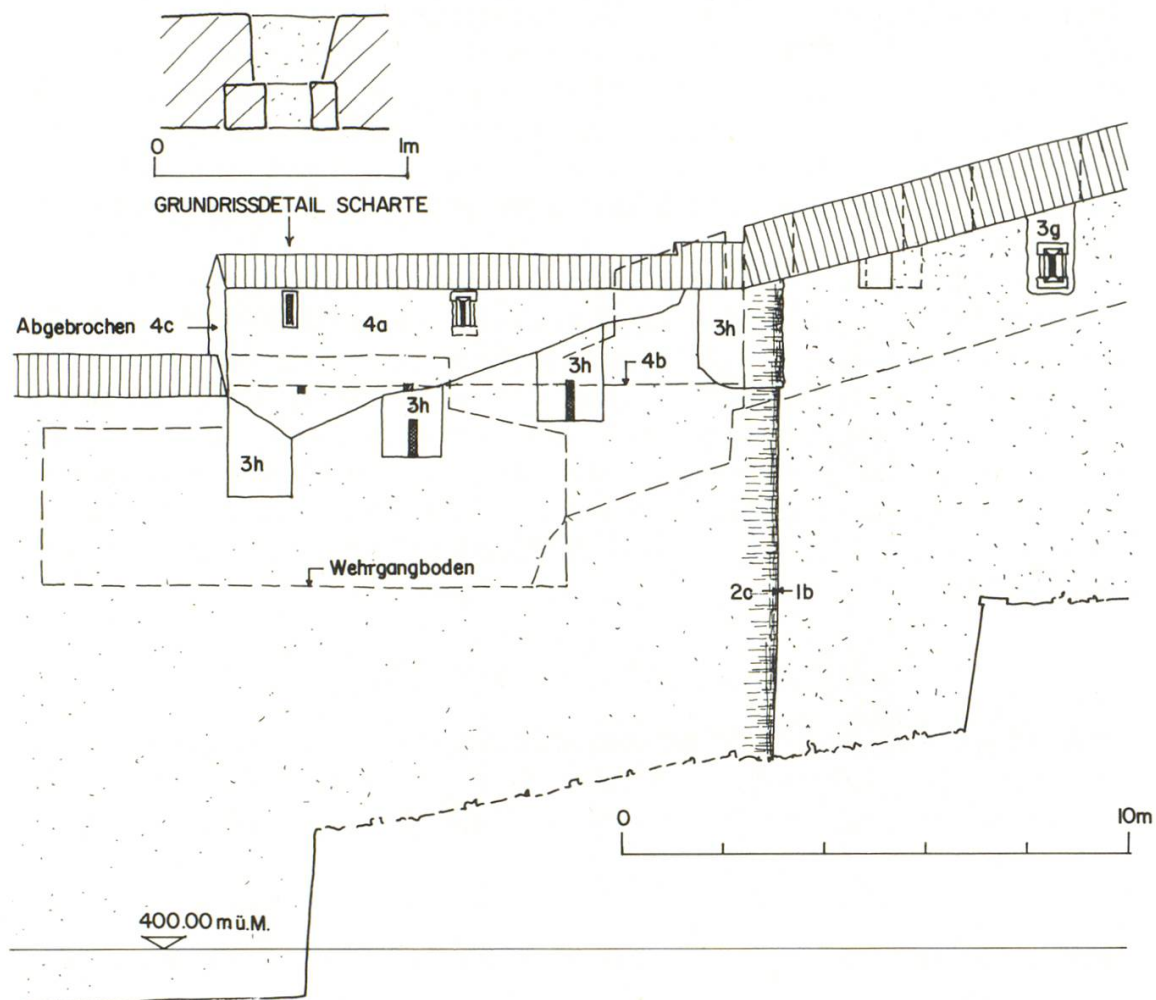 0 1m
GRUNDRISSDETAIL SCHARTE
3g
Abgebrochen 4c
4a
3h
3h
4b
3h
3h
Wehrgangboden
2c 1b
0 10m
400.00 m ü.M.